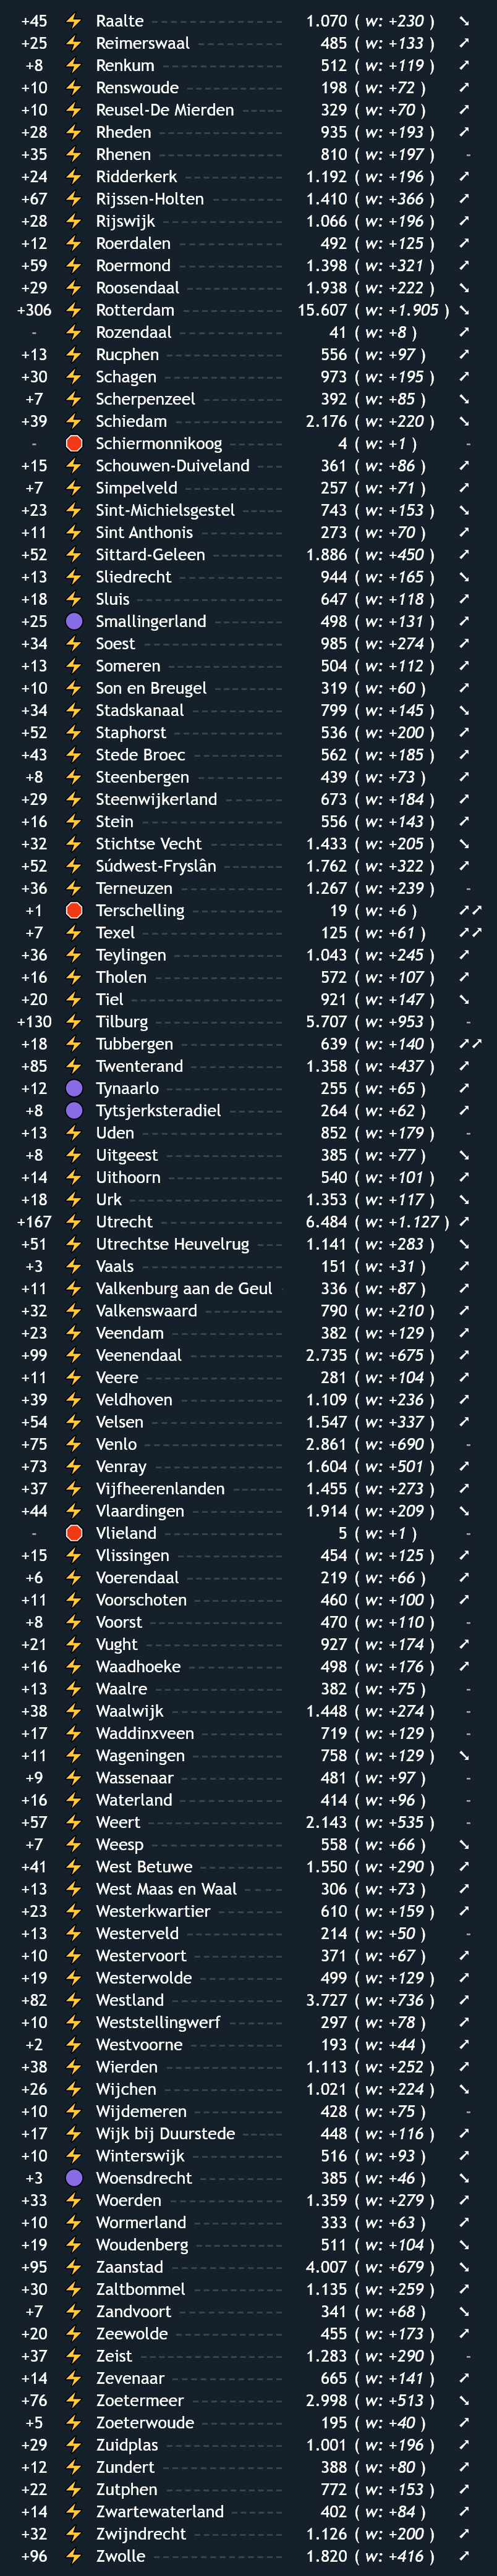 +45 ⚡ Raalte ------ 1.070 ( w: +230 ) ➘
+25 ⚡ Reimerswaal ------ 485 ( w: +133 ) ➚
+8 ⚡ Renkum ------ 512 ( w: +119 ) ➚
+10 ⚡ Renswoude ------ 198 ( w: +72 ) ➚
+10 ⚡ Reusel-De Mierden ------ 329 ( w: +70 ) ➚
+28 ⚡ Rheden ------ 935 ( w: +193 ) ➚
+35 ⚡ Rhenen ------ 810 ( w: +197 ) -
+24 ⚡ Ridderkerk ------ 1.192 ( w: +196 ) ➚
+67 ⚡ Rijssen-Holten ------ 1.410 ( w: +366 ) ➚
+28 ⚡ Rijswijk ------ 1.066 ( w: +196 ) ➚
+12 ⚡ Roerdalen ------ 492 ( w: +125 ) ➚
+59 ⚡ Roermond ------ 1.398 ( w: +321 ) ➚
+29 ⚡ Roosendaal ------ 1.938 ( w: +222 ) ➘
+306 ⚡ Rotterdam ------ 15.607 ( w: +1.905 ) ➘
- ⚡ Rozendaal ------ 41 ( w: +8 ) ➚
+13 ⚡ Rucphen ------ 556 ( w: +97 ) ➚
+30 ⚡ Schagen ------ 973 ( w: +195 ) ➚
+7 ⚡ Scherpenzeel ------ 392 ( w: +85 ) ➘
+39 ⚡ Schiedam ------ 2.176 ( w: +220 ) ➘
- 🛑 Schiermonnikoog ------ 4 ( w: +1 ) -
+15 ⚡ Schouwen-Duiveland ---- 361 ( w: +86 ) ➚
+7 ⚡ Simpelveld ------ 257 ( w: +71 ) ➚
+23 ⚡ Sint-Michielsgestel ------ 743 ( w: +153 ) ➘
+11 ⚡ Sint Anthonis ------ 273 ( w: +70 ) ➚
+52 ⚡ Sittard-Geleen ------ 1.886 ( w: +450 ) ➚
+13 ⚡ Sliedrecht ------ 944 ( w: +165 ) ➘
+18 ⚡ Sluis ------ 647 ( w: +118 ) ➚
+25 🟣 Smallingerland ------ 498 ( w: +131 ) ➚
+34 ⚡ Soest ------ 985 ( w: +274 ) ➚
+13 ⚡ Someren ------ 504 ( w: +112 ) ➚
+10 ⚡ Son en Breugel ------ 319 ( w: +60 ) ➚
+34 ⚡ Stadskanaal ------ 799 ( w: +145 ) ➘
+52 ⚡ Staphorst ------ 536 ( w: +200 ) ➚
+43 ⚡ Stede Broec ------ 562 ( w: +185 ) ➚
+8 ⚡ Steenbergen ------ 439 ( w: +73 ) ➚
+29 ⚡ Steenwijkerland ------ 673 ( w: +184 ) ➚
+16 ⚡ Stein ------ 556 ( w: +143 ) ➚
+32 ⚡ Stichtse Vecht ------ 1.433 ( w: +205 ) ➘
+52 ⚡ Súdwest-Fryslân ------ 1.762 ( w: +322 ) ➚
+36 ⚡ Terneuzen ------ 1.267 ( w: +239 ) -
+1 🛑 Terschelling ------ 19 ( w: +6 ) ➚➚
+7 ⚡ Texel ------ 125 ( w: +61 ) ➚➚
+36 ⚡ Teylingen ------ 1.043 ( w: +245 ) ➚
+16 ⚡ Tholen ------ 572 ( w: +107 ) ➚
+20 ⚡ Tiel ------ 921 ( w: +147 ) ➘
+130 ⚡ Tilburg ------ 5.707 ( w: +953 ) -
+18 ⚡ Tubbergen ------ 639 ( w: +140 ) ➚➚
+85 ⚡ Twenterand ------ 1.358 ( w: +437 ) ➚
+12 🟣 Tynaarlo ------ 255 ( w: +65 ) ➚
+8 🟣 Tytsjerksteradiel ------ 264 ( w: +62 ) ➚
+13 ⚡ Uden ------ 852 ( w: +179 ) -
+8 ⚡ Uitgeest ------ 385 ( w: +77 ) ➘
+14 ⚡ Uithoorn ------ 540 ( w: +101 ) ➚
+18 ⚡ Urk ------ 1.353 ( w: +117 ) ➘
+167 ⚡ Utrecht ------ 6.484 ( w: +1.127 ) ➚
+51 ⚡ Utrechtse Heuvelrug ---- 1.141 ( w: +283 ) ➘
+3 ⚡ Vaals ------ 151 ( w: +31 ) ➚
+11 ⚡ Valkenburg aan de Geul - 336 ( w: +87 ) ➚
+32 ⚡ Valkenswaard ------ 790 ( w: +210 ) ➚
+23 ⚡ Veendam ------ 382 ( w: +129 ) ➚
+99 ⚡ Veenendaal ------ 2.735 ( w: +675 ) ➚
+11 ⚡ Veere ------ 281 ( w: +104 ) ➚
+39 ⚡ Veldhoven ------ 1.109 ( w: +236 ) ➚
+54 ⚡ Velsen ------ 1.547 ( w: +337 ) ➚
+75 ⚡ Venlo ------ 2.861 ( w: +690 ) -
+73 ⚡ Venray ------ 1.604 ( w: +501 ) ➚
+37 ⚡ Vijfheerenlanden ------ 1.455 ( w: +273 ) ➚
+44 ⚡ Vlaardingen ------ 1.914 ( w: +209 ) ➘
- 🛑 Vlieland ------ 5 ( w: +1 ) -
+15 ⚡ Vlissingen ------ 454 ( w: +125 ) ➚
+6 ⚡ Voerendaal ------ 219 ( w: +66 ) ➚
+11 ⚡ Voorschoten ------ 460 ( w: +100 ) ➚
+8 ⚡ Voorst ------ 470 ( w: +110 ) -
+21 ⚡ Vught ------ 927 ( w: +174 ) ➚
+16 ⚡ Waadhoeke ------ 498 ( w: +176 ) ➚
+13 ⚡ Waalre ------ 382 ( w: +75 ) -
+38 ⚡ Waalwijk ------ 1.448 ( w: +274 ) -
+17 ⚡ Waddinxveen ------ 719 ( w: +129 ) -
+11 ⚡ Wageningen ------ 758 ( w: +129 ) ➘
+9 ⚡ Wassenaar ------ 481 ( w: +97 ) -
+16 ⚡ Waterland ------ 414 ( w: +96 ) -
+57 ⚡ Weert ------ 2.143 ( w: +535 ) -
+7 ⚡ Weesp ------ 558 ( w: +66 ) ➘
+41 ⚡ West Betuwe ------ 1.550 ( w: +290 ) ➚
+13 ⚡ West Maas en Waal ---- 306 ( w: +73 ) ➚
+23 ⚡ Westerkwartier ------ 610 ( w: +159 ) ➚
+13 ⚡ Westerveld ------ 214 ( w: +50 ) -
+10 ⚡ Westervoort ------ 371 ( w: +67 ) ➚
+19 ⚡ Westerwolde ------ 499 ( w: +129 ) ➚
+82 ⚡ Westland ------ 3.727 ( w: +736 ) ➚
+10 ⚡ Weststellingwerf ------ 297 ( w: +78 ) ➚
+2 ⚡ Westvoorne ------ 193 ( w: +44 ) ➚
+38 ⚡ Wierden ------ 1.113 ( w: +252 ) ➚
+26 ⚡ Wijchen ------ 1.021 ( w: +224 ) ➘
+10 ⚡ Wijdemeren ------ 428 ( w: +75 ) -
+17 ⚡ Wijk bij Duurstede ------ 448 ( w: +116 ) ➚
+10 ⚡ Winterswijk ------ 516 ( w: +93 ) ➚
+3 🟣 Woensdrecht ------ 385 ( w: +46 ) ➘
+33 ⚡ Woerden ------ 1.359 ( w: +279 ) ➚
+10 ⚡ Wormerland ------ 333 ( w: +63 ) ➚
+19 ⚡ Woudenberg ------ 511 ( w: +104 ) ➘
+95 ⚡ Zaanstad ------ 4.007 ( w: +679 ) ➘
+30 ⚡ Zaltbommel ------ 1.135 ( w: +259 ) ➚
+7 ⚡ Zandvoort ------ 341 ( w: +68 ) ➘
+20 ⚡ Zeewolde ------ 455 ( w: +173 ) ➚
+37 ⚡ Zeist ------ 1.283 ( w: +290 ) -
+14 ⚡ Zevenaar ------ 665 ( w: +141 ) ➚
+76 ⚡ Zoetermeer ------ 2.998 ( w: +513 ) ➘
+5 ⚡ Zoeterwoude ------ 195 ( w: +40 ) ➚
+29 ⚡ Zuidplas ------ 1.001 ( w: +196 ) ➚
+12 ⚡ Zundert ------ 388 ( w: +80 ) ➚
+22 ⚡ Zutphen ------ 772 ( w: +153 ) ➚
+14 ⚡ Zwartewaterland ------ 402 ( w: +84 ) ➚
+32 ⚡ Zwijndrecht ------ 1.126 ( w: +200 ) ➚
+96 ⚡ Zwolle ------ 1.820 ( w: +416 ) ➚